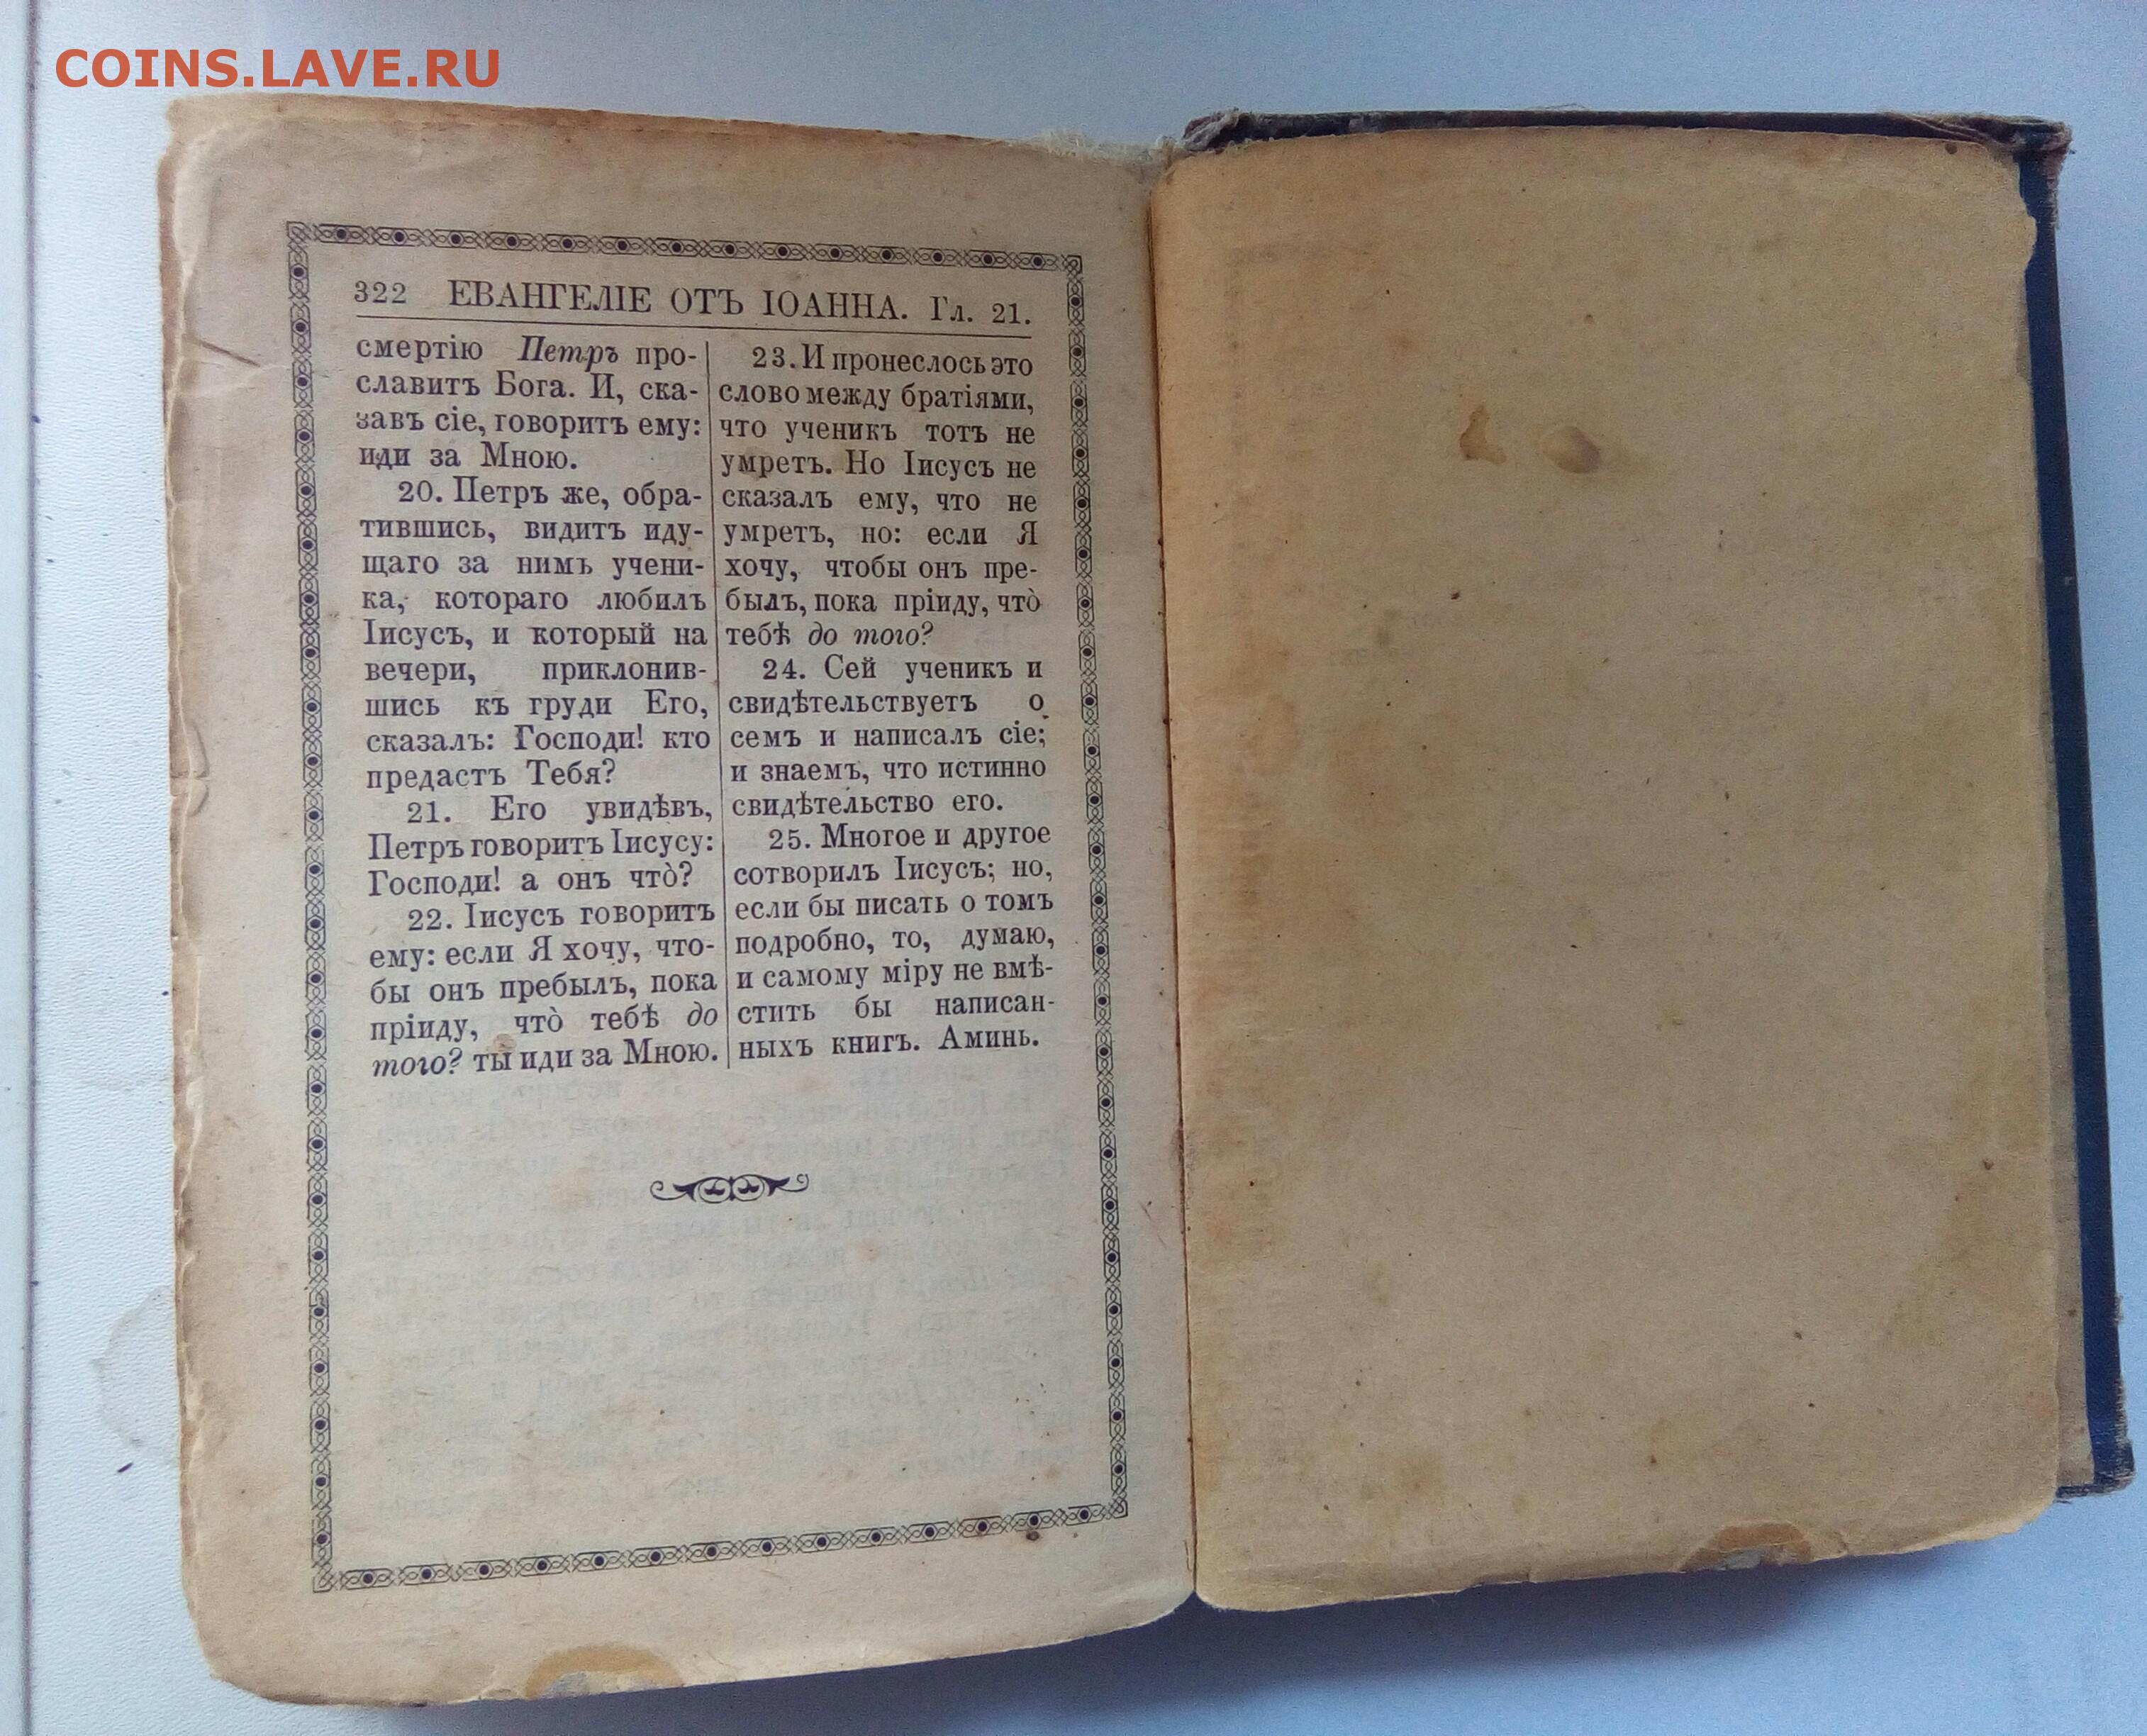 COINS.LAVE.RU
322 ЕВАНГЕЛІЕ ОТЪ ІОАННА. Гл. 21.
смертію Петръ про-
славитъ Бога. И, ска-
завъ сіе, говоритъ ему:
иди за Мною.
20. Петръ же, обра-
тившись, видитъ иду-
щаго за нимъ учени-
ка, котораго любилъ
Іисусъ, и который на
вечери, приклонив-
шись къ груди Его,
сказалъ: Господи! кто
предастъ Тебя?
21. Его увидѣвъ,
Петръ говоритъ Іисусу:
Господи! а онъ что̀?
22. Іисусъ говоритъ
ему: если Я хочу, что-
бы онъ пребылъ, пока
пріиду, что̀ тебѣ до
того? ты иди за Мною.
23. И пронеслось это
слово между братіями,
что ученикъ тотъ не
умретъ. Но Іисусъ не
сказалъ ему, что не
умретъ, но: если Я
хочу, чтобы онъ пре-
былъ, пока пріиду, что̀
тебѣ до того?
24. Сей ученикъ и
свидѣтельствуетъ о
семъ и написалъ сіе;
и знаемъ, что истинно
свидѣтельство его.
25. Многое и другое
сотворилъ Іисусъ; но,
если бы писать о томъ
подробно, то, думаю,
и самому міру не вмѣ-
стить бы написан-
ныхъ книгъ. Аминь.